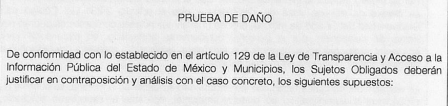 PRUEBA DE DAÑO
De conformidad con lo establecido en el artículo 129 de la Ley de Transparencia y Acceso a la
Información Pública del Estado de México y Municipios, los Sujetos Obligados deberán
justificar en contraposición y análisis con el caso concreto, los siguientes supuestos: